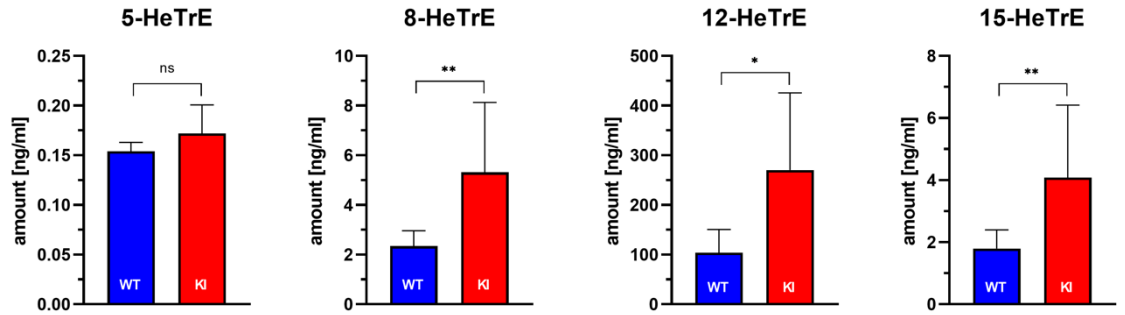 5-HeTrE
amount [ng/ml]
0.25
0.20
0.15
0.10
0.05
0.00
ns
WT
KI
8-HeTrE
amount [ng/ml]
10
8
6
4
2
0
**
WT
KI
12-HeTrE
amount [ng/ml]
500
400
300
200
100
0
*
WT
KI
15-HeTrE
amount [ng/ml]
8
6
4
2
0
**
WT
KI